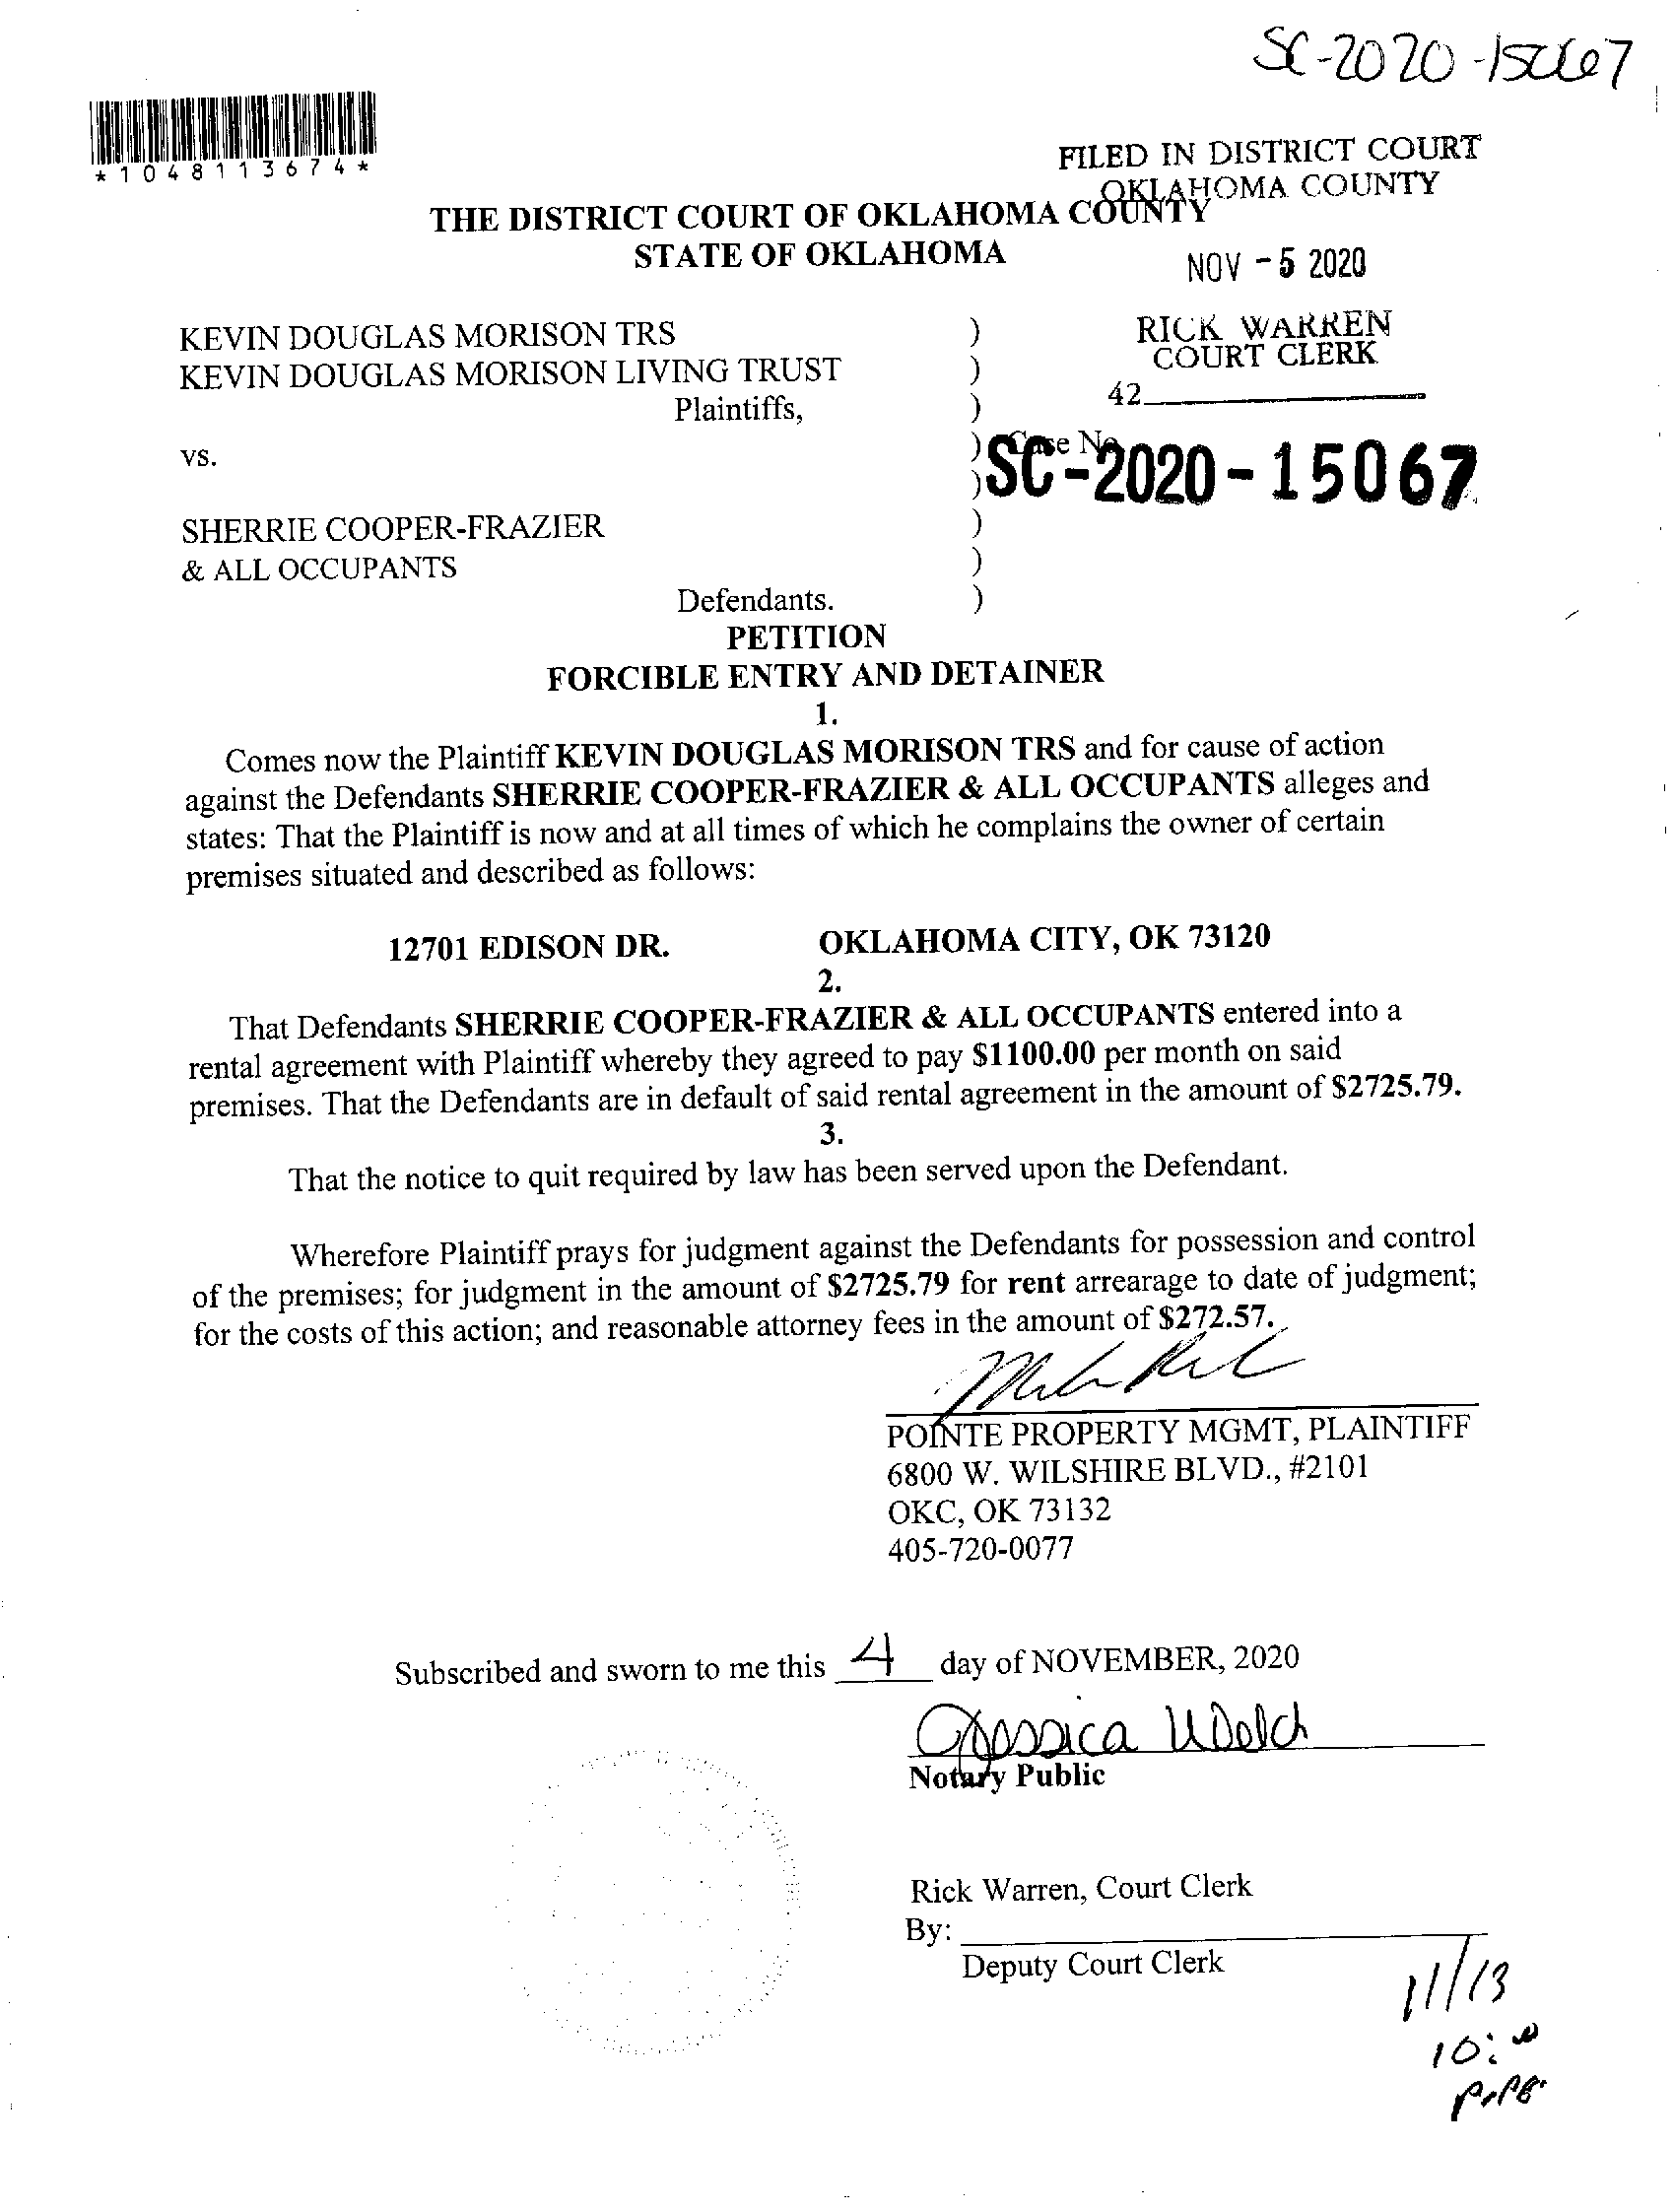 SC-2020-15067
*1048113674*
FILED IN DISTRICT COURT
OKLAHOMA COUNTY
THE DISTRICT COURT OF OKLAHOMA COUNTY
STATE OF OKLAHOMA
NOV -5 2020
KEVIN DOUGLAS MORISON TRS )
RICK WARREN
KEVIN DOUGLAS MORISON LIVING TRUST )
COURT CLERK
Plaintiffs, )
42
vs. )
Case No
SC-2020-15067
)
SHERRIE COOPER-FRAZIER )
& ALL OCCUPANTS )
Defendants. )
PETITION
FORCIBLE ENTRY AND DETAINER
1.
Comes now the Plaintiff KEVIN DOUGLAS MORISON TRS and for cause of action
against the Defendants SHERRIE COOPER-FRAZIER & ALL OCCUPANTS alleges and
states: That the Plaintiff is now and at all times of which he complains the owner of certain
premises situated and described as follows:
12701 EDISON DR. OKLAHOMA CITY, OK 73120
2.
That Defendants SHERRIE COOPER-FRAZIER & ALL OCCUPANTS entered into a
rental agreement with Plaintiff whereby they agreed to pay $1100.00 per month on said
premises. That the Defendants are in default of said rental agreement in the amount of $2725.79.
3.
That the notice to quit required by law has been served upon the Defendant.
Wherefore Plaintiff prays for judgment against the Defendants for possession and control
of the premises; for judgment in the amount of $2725.79 for rent arrearage to date of judgment;
for the costs of this action; and reasonable attorney fees in the amount of $272.57.
POINTE PROPERTY MGMT, PLAINTIFF
6800 W. WILSHIRE BLVD., #2101
OKC, OK 73132
405-720-0077
Subscribed and sworn to me this 4 day of NOVEMBER, 2020
Jessica Welch
Notary Public
Rick Warren, Court Clerk
By:
Deputy Court Clerk
11/13